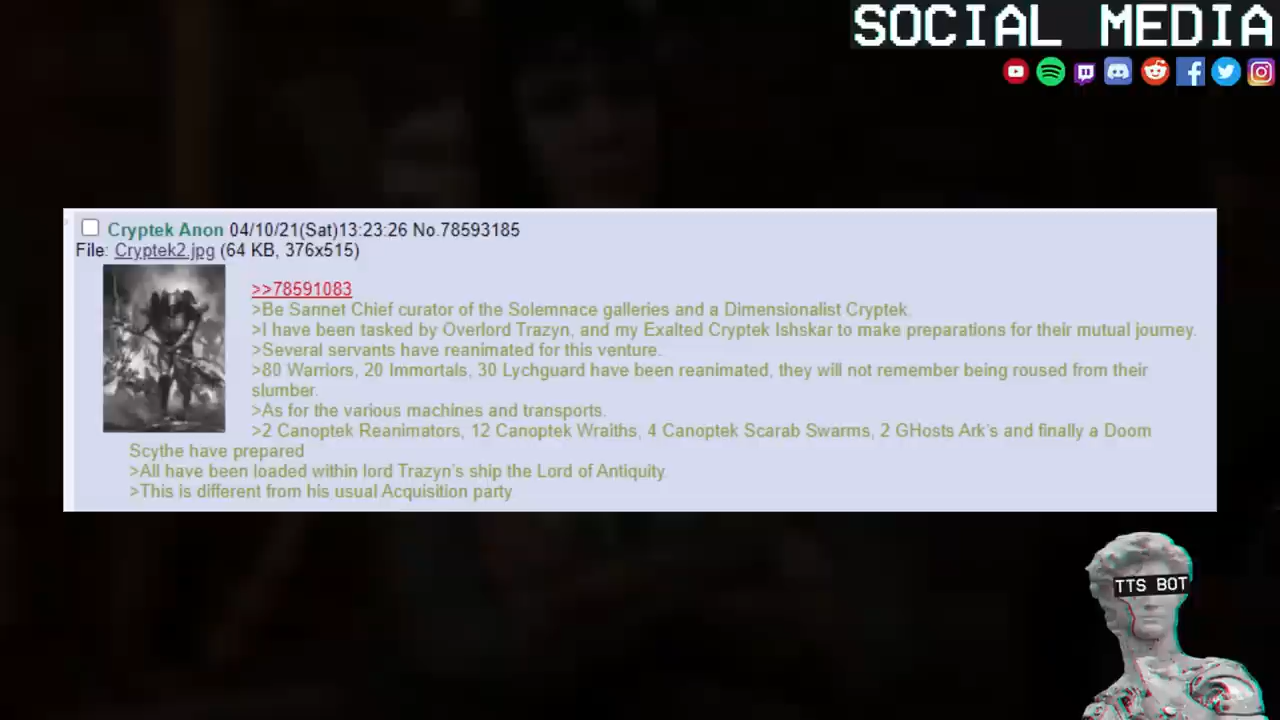 SOCIAL MEDIA
Cryptek Anon 04/10/21(Sat)13:23:26 No.78593185
File: Cryptek2.jpg (64 KB, 376x515)
>>78591083
>Be Sannet Chief curator of the Solemnace galleries and a Dimensionalist Cryptek.
>I have been tasked by Overlord Trazyn, and my Exalted Cryptek Ishskar to make preparations for their mutual journey.
>Several servants have reanimated for this venture.
>80 Warriors, 20 Immortals, 30 Lychguard have been reanimated, they will not remember being roused from their
slumber.
>As for the various machines and transports.
>2 Canoptek Reanimators, 12 Canoptek Wraiths, 4 Canoptek Scarab Swarms, 2 GHosts Ark's and finally a Doom
Scythe have prepared
>All have been loaded within lord Trazyn's ship the Lord of Antiquity.
>This is different from his usual Acquisition party
TTS BOT